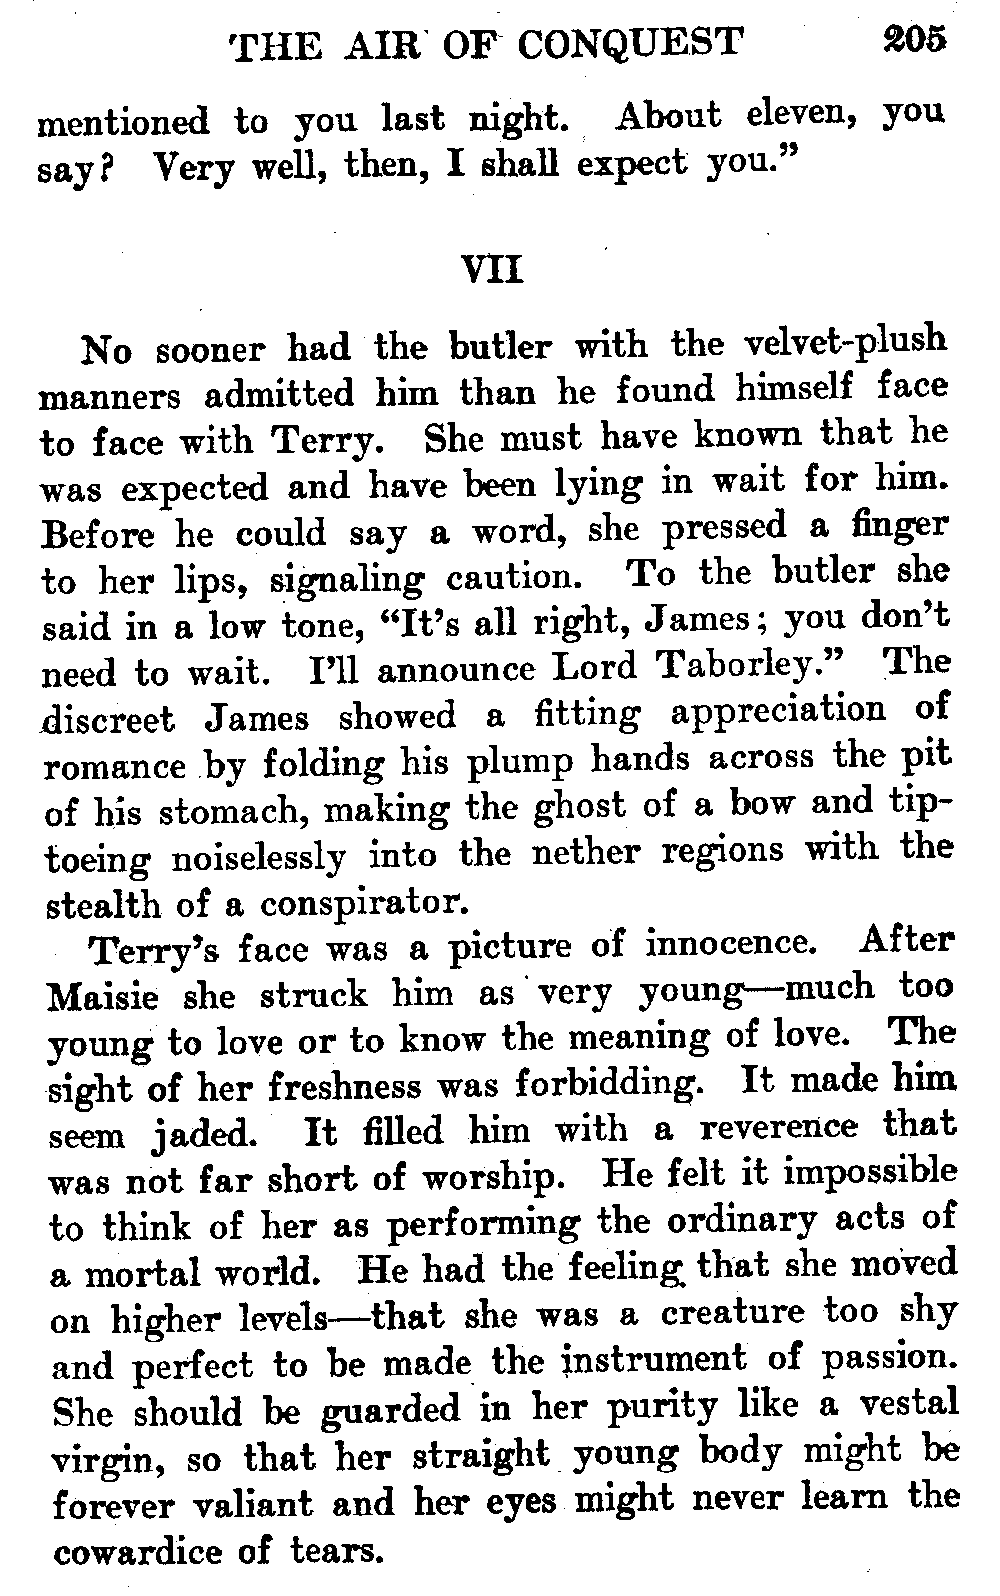 THE AIR OF CONQUEST 205
mentioned to you last night. About eleven, you
say? Very well, then, I shall expect you.”
VII
No sooner had the butler with the velvet-plush
manners admitted him than he found himself face
to face with Terry. She must have known that he
was expected and have been lying in wait for him.
Before he could say a word, she pressed a finger
to her lips, signaling caution. To the butler she
said in a low tone, “It’s all right, James; you don’t
need to wait. I’ll announce Lord Taborley.” The
discreet James showed a fitting appreciation of
romance by folding his plump hands across the pit
of his stomach, making the ghost of a bow and tip-
toeing noiselessly into the nether regions with the
stealth of a conspirator.
Terry’s face was a picture of innocence. After
Maisie she struck him as very young—much too
young to love or to know the meaning of love. The
sight of her freshness was forbidding. It made him
seem jaded. It filled him with a reverence that
was not far short of worship. He felt it impossible
to think of her as performing the ordinary acts of
a mortal world. He had the feeling that she moved
on higher levels—that she was a creature too shy
and perfect to be made the instrument of passion.
She should be guarded in her purity like a vestal
virgin, so that her straight young body might be
forever valiant and her eyes might never learn the
cowardice of tears.